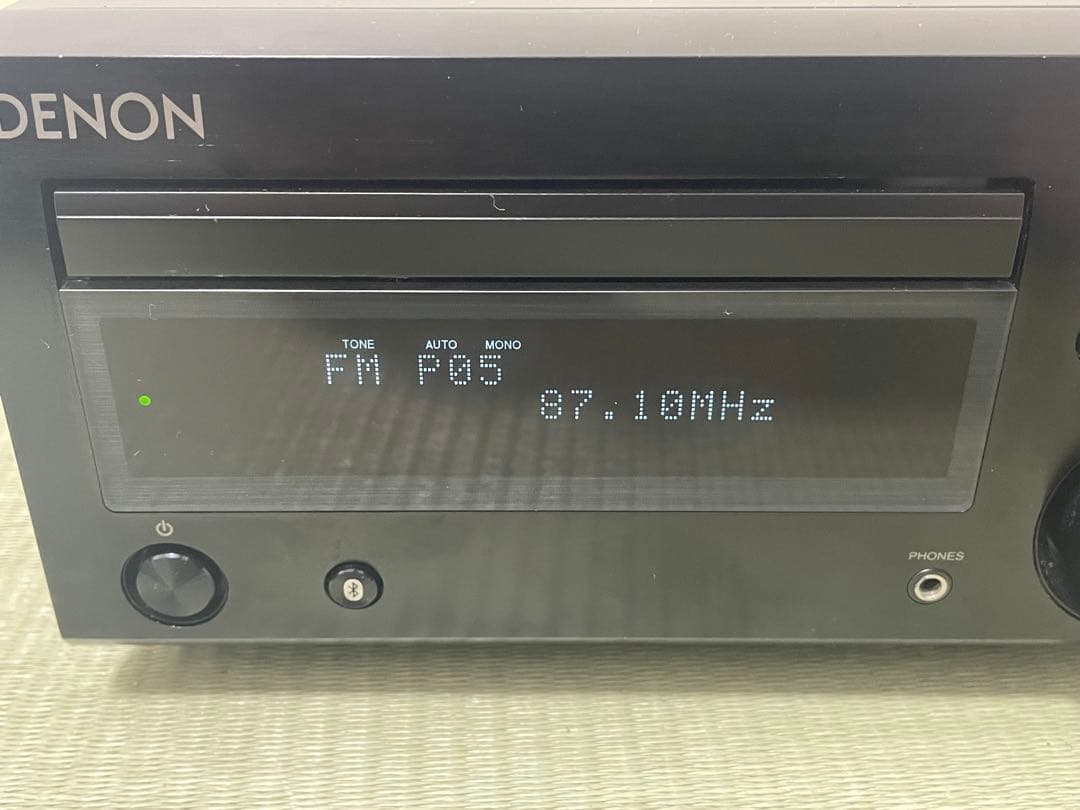 DENON
TONE AUTO MONO
FM P05
87.10MHz
PHONES